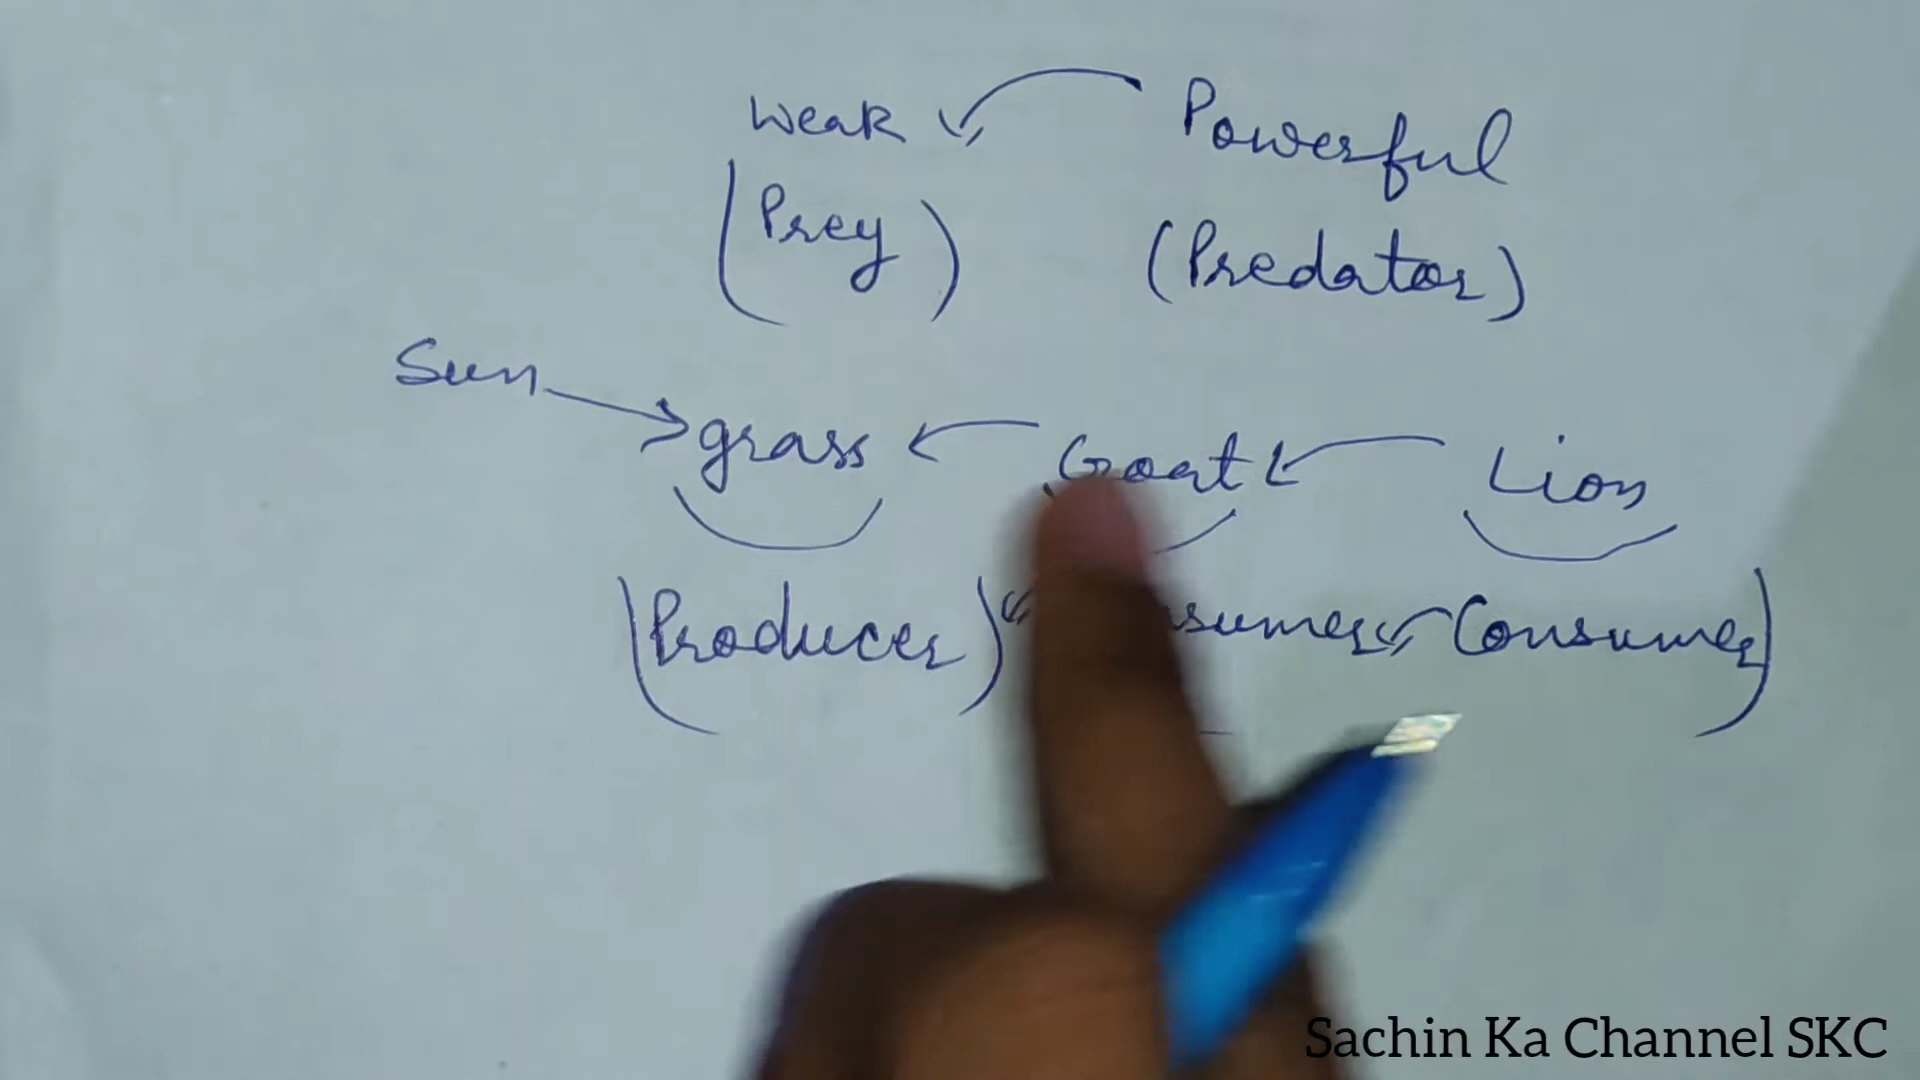 Weak Powerful
(Prey) (Predator)
Sun
grass Goat Lion
(Producer) Consumer)
Sachin Ka Channel SKC